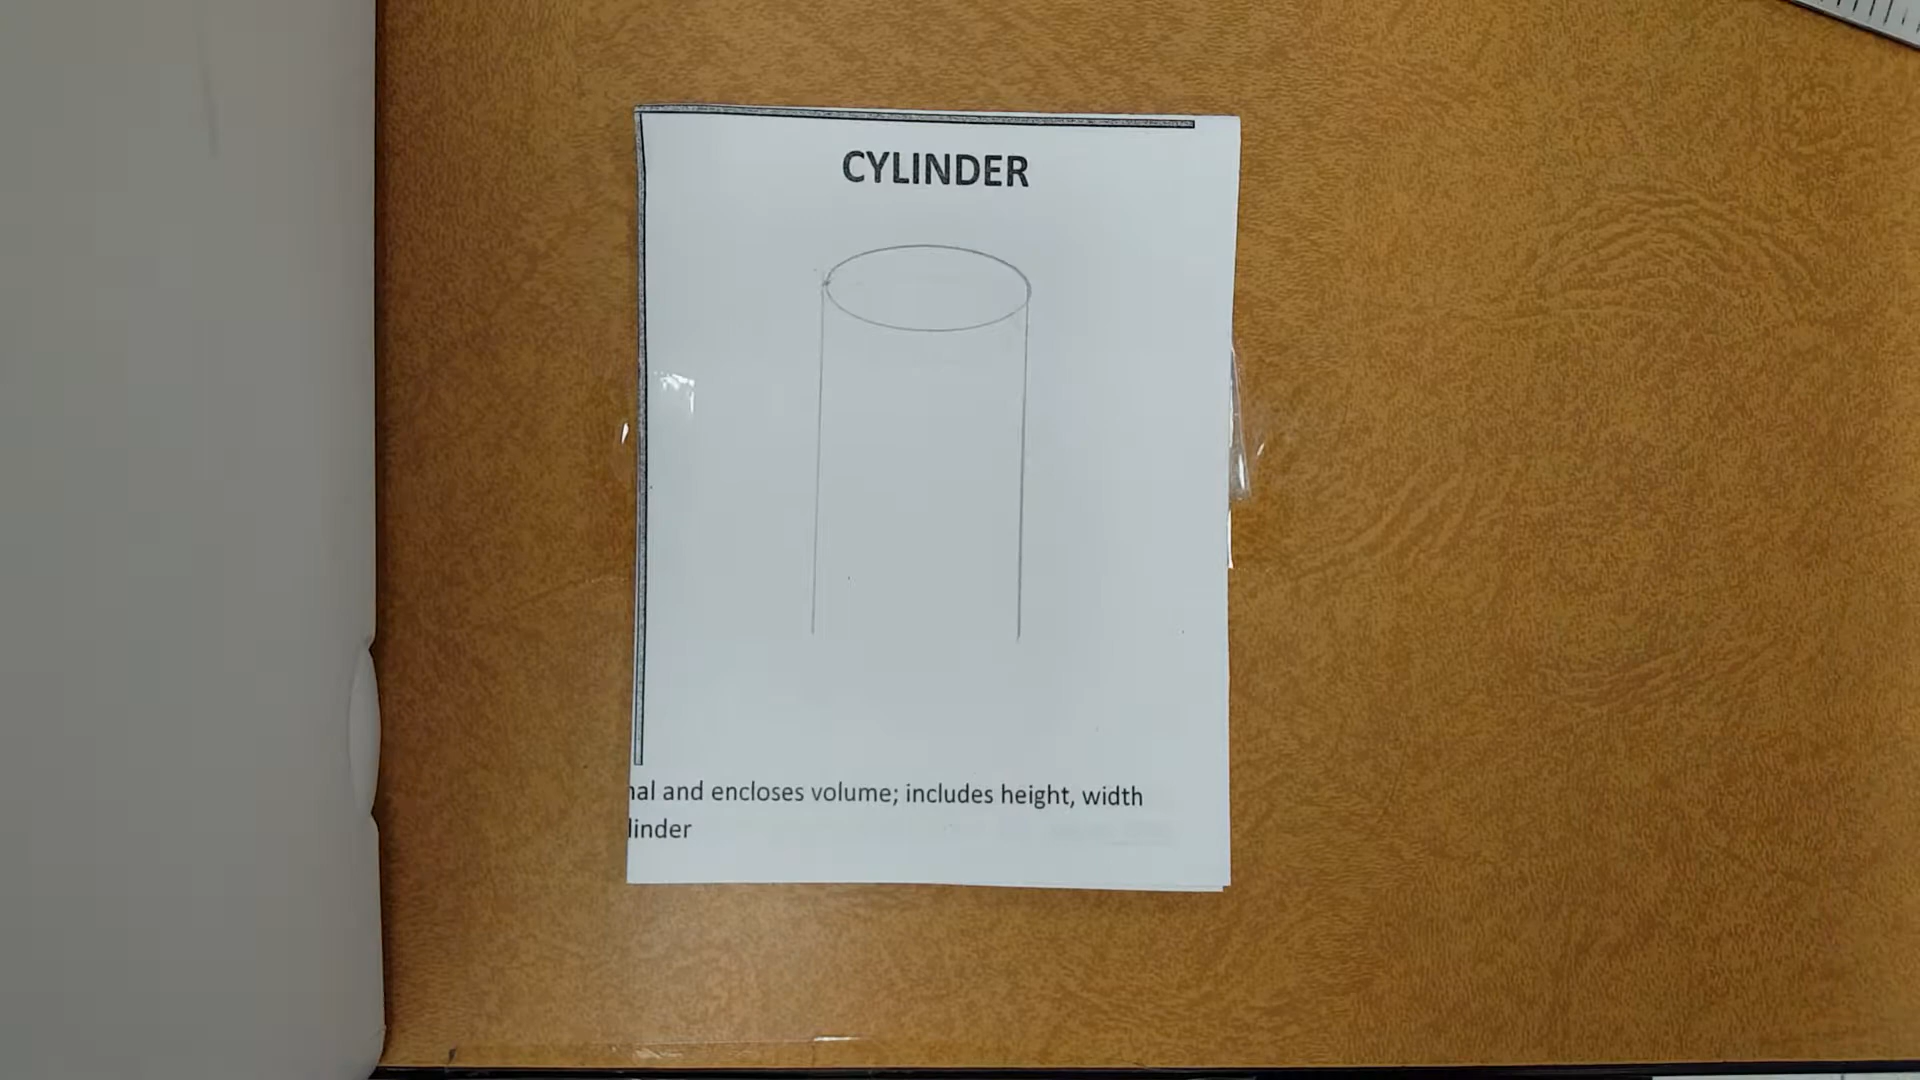 CYLINDER
nal and encloses volume; includes height, width
linder